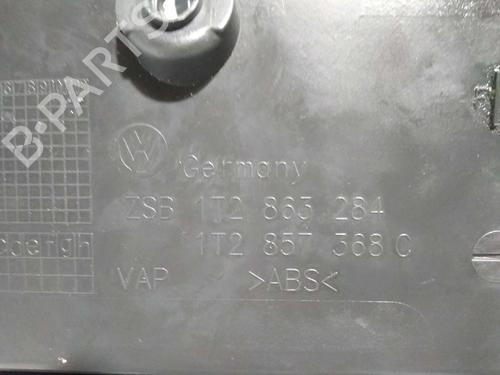 B-PARTS
Germany
ZSB 1T2 863 284
1T2 857 368 C
VAP >ABS<